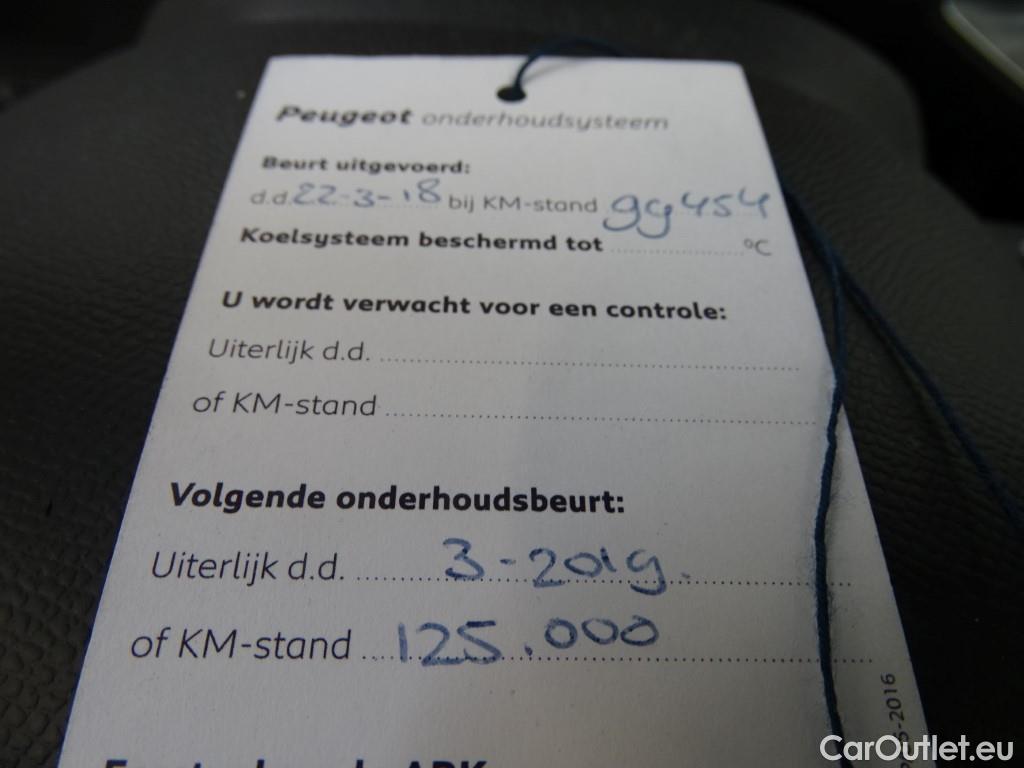 Peugeot onderhoudsysteem
Beurt uitgevoerd:
d.d. 22-3-18 bij KM-stand 99454
Koelsysteem beschermd tot ..................... °C
U wordt verwacht voor een controle:
Uiterlijk d.d. ..........................................................
of KM-stand ..........................................................
Volgende onderhoudsbeurt:
Uiterlijk d.d. 3-2019.
of KM-stand 125.000
-2016
CarOutlet.eu